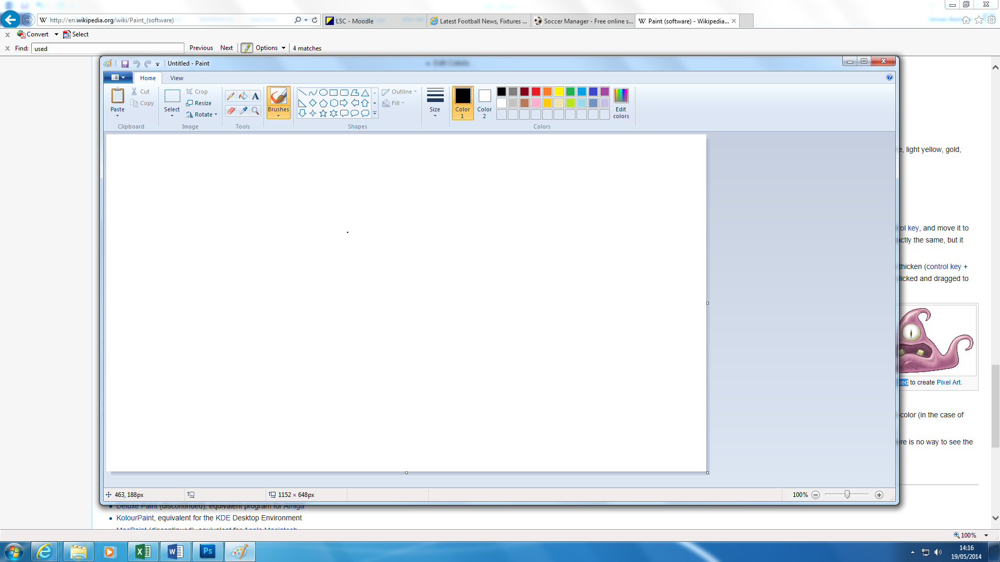 http://en.wikipedia.org/wiki/Paint_(software)
LSC - Moodle
Latest Football News, Fixtures ...
Soccer Manager - Free online s...
Paint (software) - Wikipedia...
Convert
Select
Find: used
Previous
Next
Options
4 matches
Untitled - Paint
Home
View
Paste
Cut
Copy
Clipboard
Select
Crop
Resize
Rotate
Image
Tools
Brushes
Shapes
Outline
Fill
Size
Color 1
Color 2
Edit colors
Colors
, light yellow, gold,
key, and move it to
the same, but it
thicken (control key +
and dragged to
to create Pixel Art.
color (in the case of
is no way to see the
463, 188px
1152 × 648px
100%
Deluxe Paint (discontinued), equivalent program for Amiga
KolourPaint, equivalent for the KDE Desktop Environment
MacPaint (discontinued), equivalent for Apple Macintosh
100%
Ps
14:16
19/05/2014